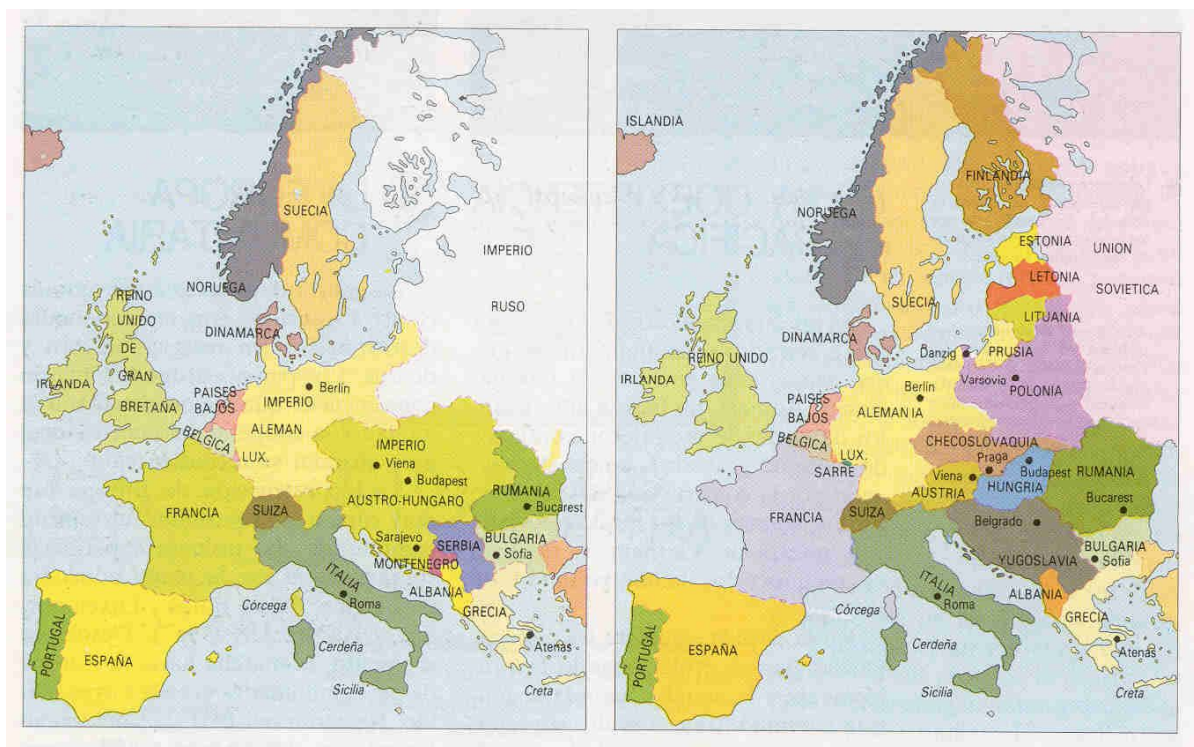 SUECIA
IMPERIO
RUSO
NORUEGA
REINO
UNIDO
DE
GRAN
BRETAÑA
IRLANDA
DINAMARCA
PAISES
BAJOS
IMPERIO
ALEMAN
Berlín
BELGICA
LUX.
IMPERIO
Viena
Budapest
AUSTRO-HUNGARO
RUMANIA
Bucarest
FRANCIA
SUIZA
Sarajevo
SERBIA
BULGARIA
Sofia
MONTENEGRO
ITALIA
ALBANIA
Roma
Córcega
GRECIA
PORTUGAL
ESPAÑA
Cerdeña
Atenas
Sicilia
Creta
ISLANDIA
FINLANDIA
NORUEGA
ESTONIA
UNION
LETONIA
SOVIETICA
SUECIA
LITUANIA
DINAMARCA
Danzig
PRUSIA
REINO UNIDO
IRLANDA
Varsovio
POLONIA
Berlín
PAISES
BAJOS
ALEMANIA
BELGICA
CHECOSLOVAQUIA
LUX.
Praga
SARRE
Viena
Budapest
RUMANIA
AUSTRIA
HUNGRIA
Bucarest
FRANCIA
SUIZA
Belgrado
YUGOSLAVIA
BULGARIA
Sofia
ITALIA
ALBANIA
Roma
Córcega
GRECIA
PORTUGAL
ESPAÑA
Cerdeña
Atenas
Sicilia
Creta